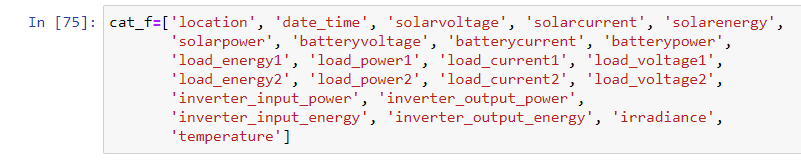 In [75]: cat_f=['location', 'date_time', 'solarvoltage', 'solarcurrent', 'solarenergy',
'solarpower', 'batteryvoltage', 'batterycurrent', 'batterypower',
'load_energy1', 'load_power1', 'load_current1', 'load_voltage1',
'load_energy2', 'load_power2', 'load_current2', 'load_voltage2',
'inverter_input_power', 'inverter_output_power',
'inverter_input_energy', 'inverter_output_energy', 'irradiance',
'temperature']